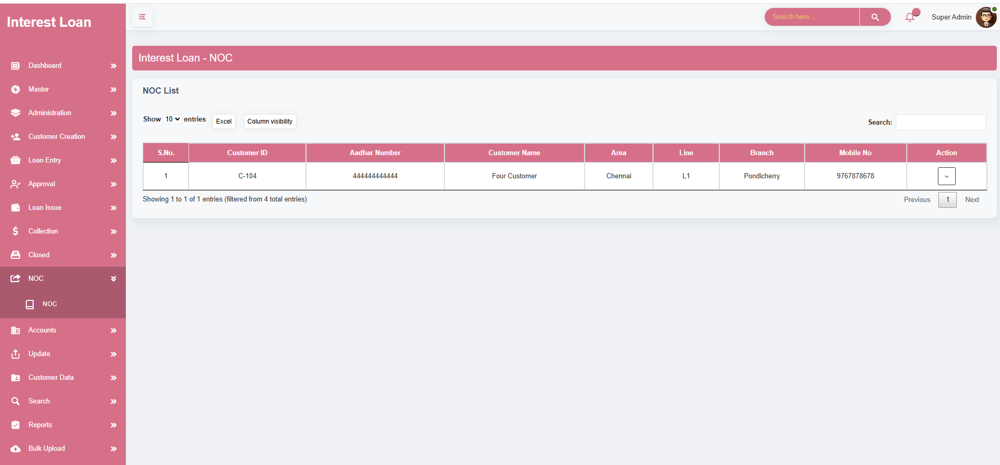 Interest Loan
Search here ...
Super Admin
Dashboard
Master
Administration
Customer Creation
Loan Entry
Approval
Loan Issue
Collection
Closed
NOC
NOC
Accounts
Update
Customer Data
Search
Reports
Bulk Upload
Interest Loan - NOC
NOC List
Show 10 entries Excel Column visibility Search:
S.No. Customer ID Aadhar Number Customer Name Area Line Branch Mobile No Action
1 C-104 444444444444 Four Customer Chennai L1 Pondicherry 9767878678
Showing 1 to 1 of 1 entries (filtered from 4 total entries) Previous 1 Next